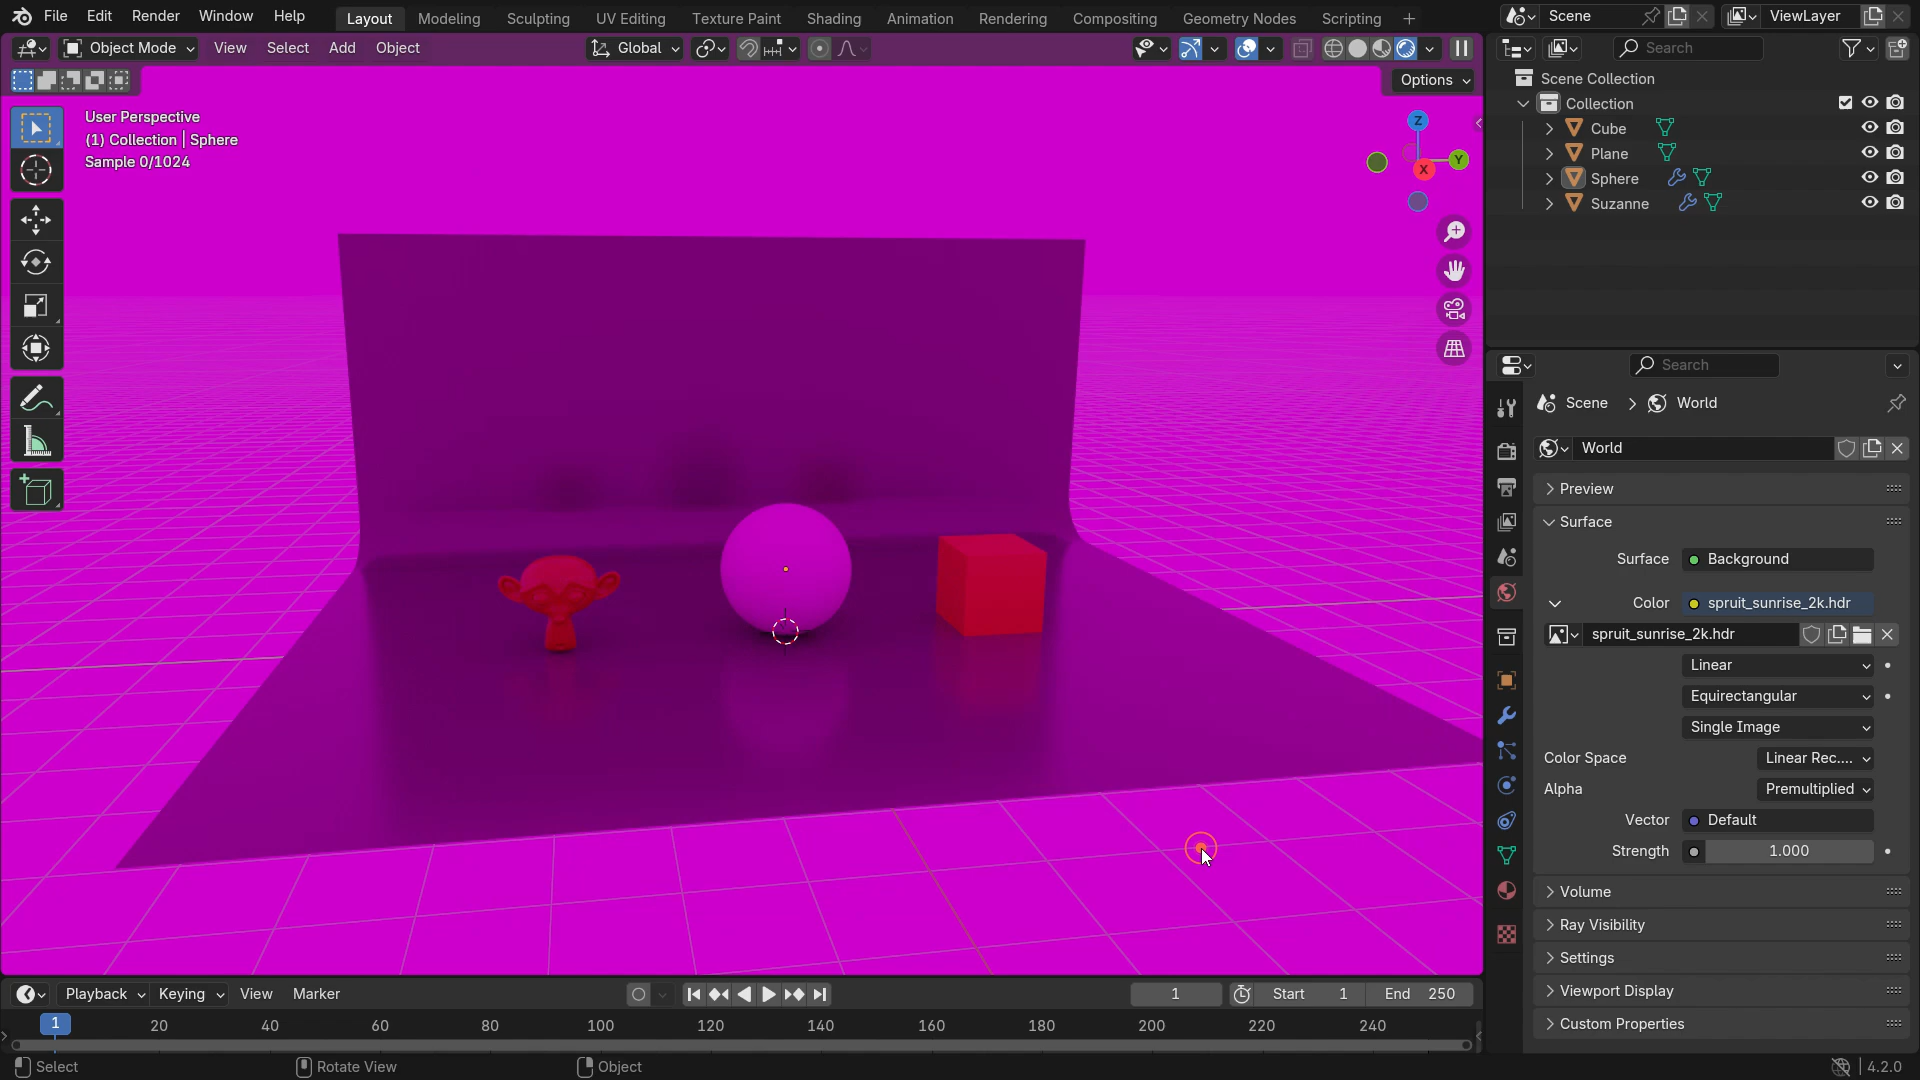 File Edit Render Window Help Layout Modeling Sculpting UV Editing Texture Paint Shading Animation Rendering Compositing Geometry Nodes Scripting + Scene ViewLayer
Object Mode View Select Add Object Global Search
Options
User Perspective
(1) Collection | Sphere
Sample 0/1024
Z
Y
X
Scene Collection
Collection
Cube
Plane
Sphere
Suzanne
Search
Scene > World
World
Preview
Surface
Surface Background
Color spruit_sunrise_2k.hdr
spruit_sunrise_2k.hdr
Linear
Equirectangular
Single Image
Color Space Linear Rec....
Alpha Premultiplied
Vector Default
Strength 1.000
Volume
Ray Visibility
Settings
Viewport Display
Custom Properties
Playback Keying View Marker 1 Start 1 End 250
1 20 40 60 80 100 120 140 160 180 200 220 240
Select Rotate View Object 4.2.0